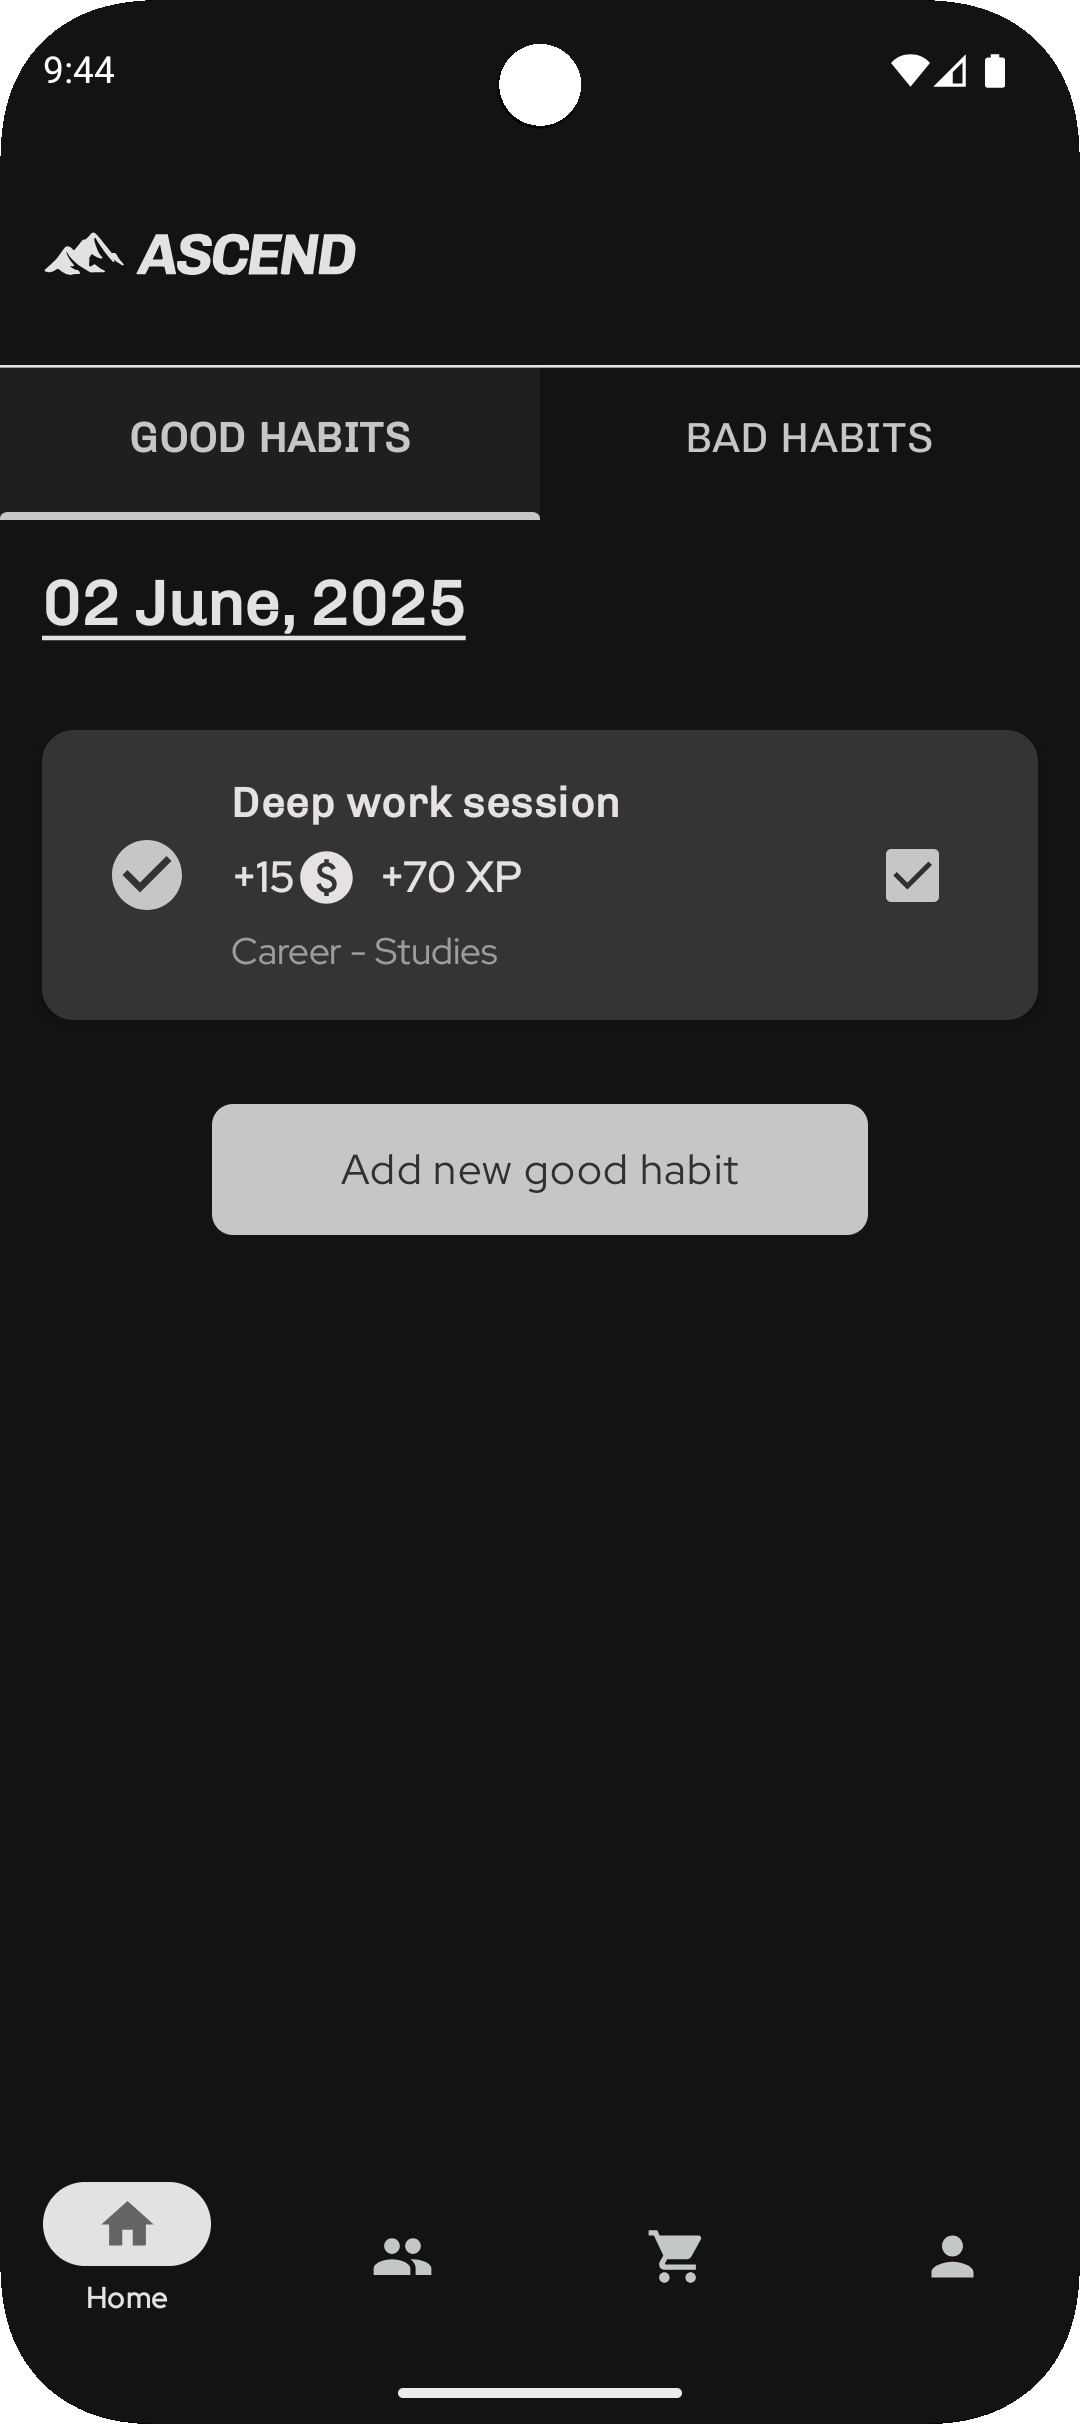 9:44
ASCEND
GOOD HABITS
BAD HABITS
02 June, 2025
Deep work session
+15$ +70 XP
Career - Studies
Add new good habit
Home